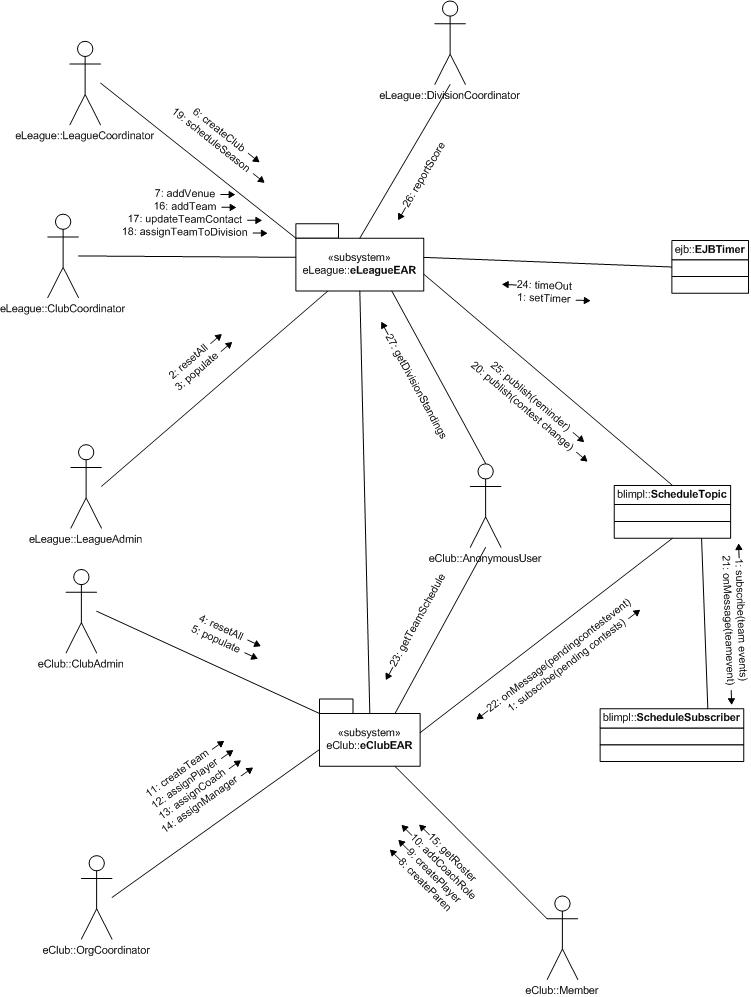 eLeague::DivisionCoordinator
eLeague::LeagueCoordinator
6: createClub
19: scheduleSeason
26: reportScore
7: addVenue
16: addTeam
17: updateTeamContact
18: assignTeamToDivision
eLeague::ClubCoordinator
«subsystem»
eLeague::eLeagueEAR
ejb::EJBTimer
24: timeOut
1: setTimer
2: resetAll
3: populate
27: getDivisionStandings
25: publish(reminder)
20: publish(contest change)
eLeague::LeagueAdmin
blimpl::ScheduleTopic
eClub::AnonymousUser
1: subscribe(team events)
21: onMessage(teamevent)
eClub::ClubAdmin
4: resetAll
5: populate
23: getTeamSchedule
22: onMessage(pendingcontestevent)
1: subscribe(pending contests)
«subsystem»
eClub::eClubEAR
blimpl::ScheduleSubscriber
11: createTeam
12: assignPlayer
13: assignCoach
14: assignManager
15: getRoster
10: addCoachRole
9: createPlayer
8: createParen
eClub::OrgCoordinator
eClub::Member